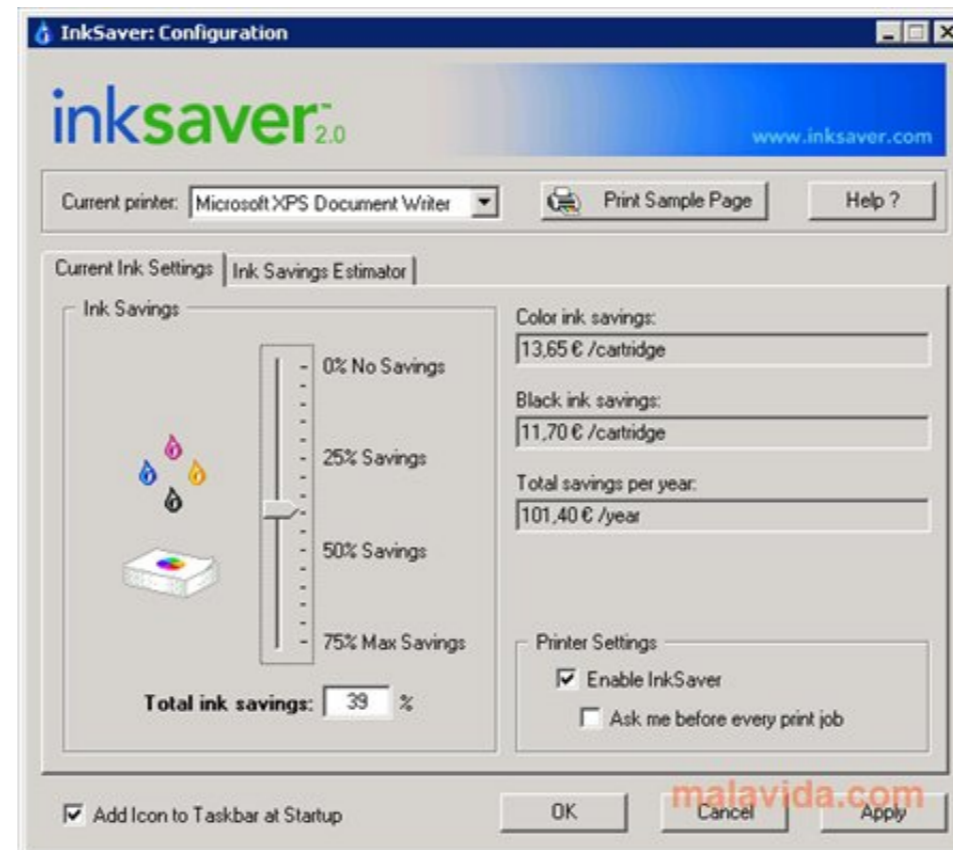 InkSaver: Configuration
inksaver™ 2.0
www.inksaver.com
Current printer: Microsoft XPS Document Writer Print Sample Page Help ?
Current Ink Settings Ink Savings Estimator
Ink Savings
0% No Savings
25% Savings
50% Savings
75% Max Savings
Total ink savings: 39 %
Color ink savings:
13,65 € /cartridge
Black ink savings:
11,70 € /cartridge
Total savings per year:
101,40 € /year
Printer Settings
Enable InkSaver
Ask me before every print job
Add Icon to Taskbar at Startup OK Cancel Apply
malavida.com